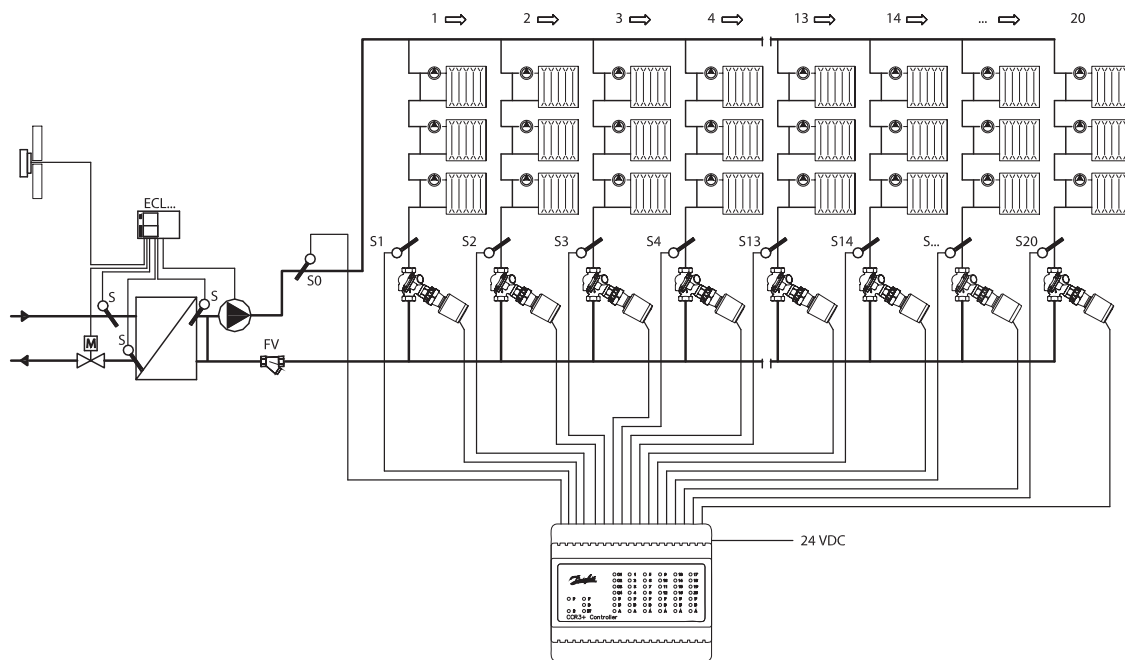 1 2 3 4 13 14 ... 20
ECL...
S1 S2 S3 S4 S13 S14 S... S20
S0
S
S
S
M
FV
24 VDC
Danfoss
CCR3+ Controller